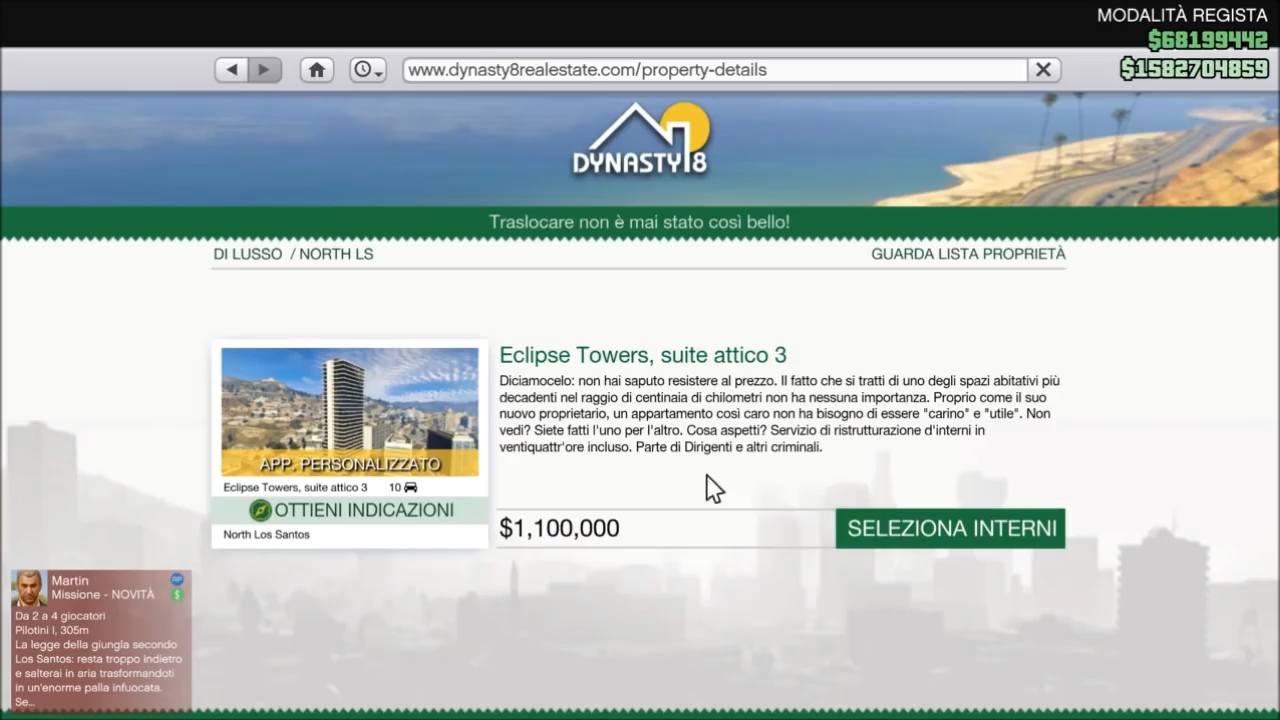 MODALITÀ REGISTA
$68199442
www.dynasty8realestate.com/property-details
$1582704859
DYNASTY 8
Traslocare non è mai stato così bello!
DI LUSSO / NORTH LS
GUARDA LISTA PROPRIETÀ
Eclipse Towers, suite attico 3
Diciamocelo: non hai saputo resistere al prezzo. Il fatto che si tratti di uno degli spazi abitativi più
decadenti nel raggio di centinaia di chilometri non ha nessuna importanza. Proprio come il suo
nuovo proprietario, un appartamento così caro non ha bisogno di essere "carino" e "utile". Non
vedi? Siete fatti l'uno per l'altro. Cosa aspetti? Servizio di ristrutturazione d'interni in
ventiquattr'ore incluso. Parte di Dirigenti e altri criminali.
APP. PERSONALIZZATO
Eclipse Towers, suite attico 3 10
OTTIENI INDICAZIONI
North Los Santos
$1,100,000
SELEZIONA INTERNI
Martin RP
Missione - NOVITÀ $
Da 2 a 4 giocatori
Pilotini I, 305m
La legge della giungla secondo
Los Santos: resta troppo indietro
e salterai in aria trasformandoti
in un'enorme palla infuocata.
Se...